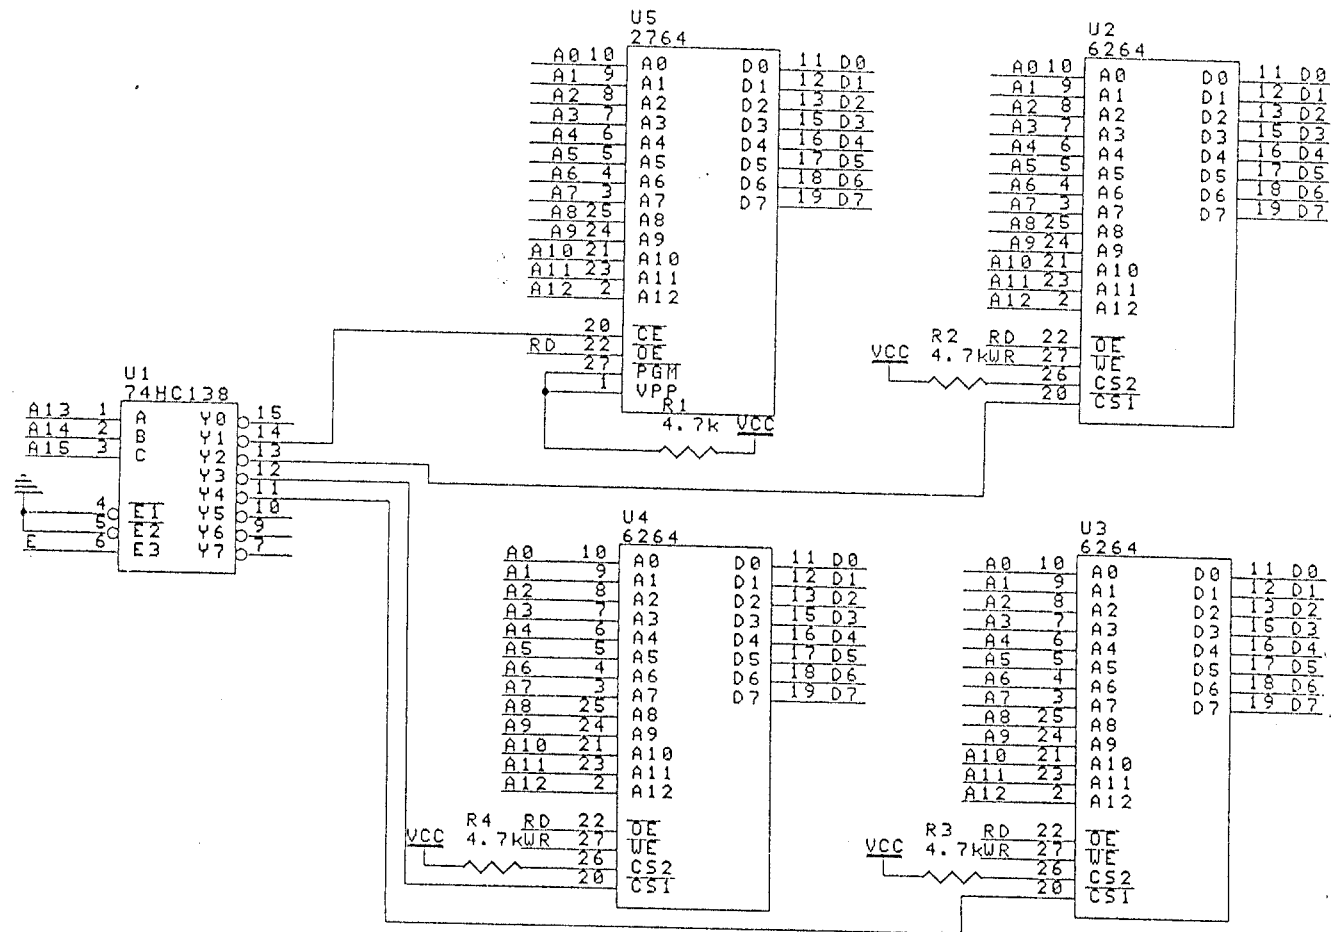 U5
2764
A0 10 A0 D0 11 D0
A1 9 A1 D1 12 D1
A2 8 A2 D2 13 D2
A3 7 A3 D3 15 D3
A4 6 A4 D4 16 D4
A5 5 A5 D5 17 D5
A6 4 A6 D6 18 D6
A7 3 A7 D7 19 D7
A8 25 A8
A9 24 A9
A10 21 A10
A11 23 A11
A12 2 A12
20 CE
RD 22 OE
27 PGM
1 VPP
R1
4.7k VCC
U2
6264
A0 10 A0 D0 11 D0
A1 9 A1 D1 12 D1
A2 8 A2 D2 13 D2
A3 7 A3 D3 15 D3
A4 6 A4 D4 16 D4
A5 5 A5 D5 17 D5
A6 4 A6 D6 18 D6
A7 3 A7 D7 19 D7
A8 25 A8
A9 24 A9
A10 21 A10
A11 23 A11
A12 2 A12
R2 RD 22 OE
VCC 4.7k WR 27 WE
26 CS2
20 CS1
U1
74HC138
A13 1 A Y0 15
A14 2 B Y1 14
A15 3 C Y2 13
Y3 12
Y4 11
4 E1 Y5 10
5 E2 Y6 9
E 6 E3 Y7 7
U4
6264
A0 10 A0 D0 11 D0
A1 9 A1 D1 12 D1
A2 8 A2 D2 13 D2
A3 7 A3 D3 15 D3
A4 6 A4 D4 16 D4
A5 5 A5 D5 17 D5
A6 4 A6 D6 18 D6
A7 3 A7 D7 19 D7
A8 25 A8
A9 24 A9
A10 21 A10
A11 23 A11
A12 2 A12
R4 RD 22 OE
VCC 4.7k WR 27 WE
26 CS2
20 CS1
U3
6264
A0 10 A0 D0 11 D0
A1 9 A1 D1 12 D1
A2 8 A2 D2 13 D2
A3 7 A3 D3 15 D3
A4 6 A4 D4 16 D4
A5 5 A5 D5 17 D5
A6 4 A6 D6 18 D6
A7 3 A7 D7 19 D7
A8 25 A8
A9 24 A9
A10 21 A10
A11 23 A11
A12 2 A12
R3 RD 22 OE
VCC 4.7k WR 27 WE
26 CS2
20 CS1